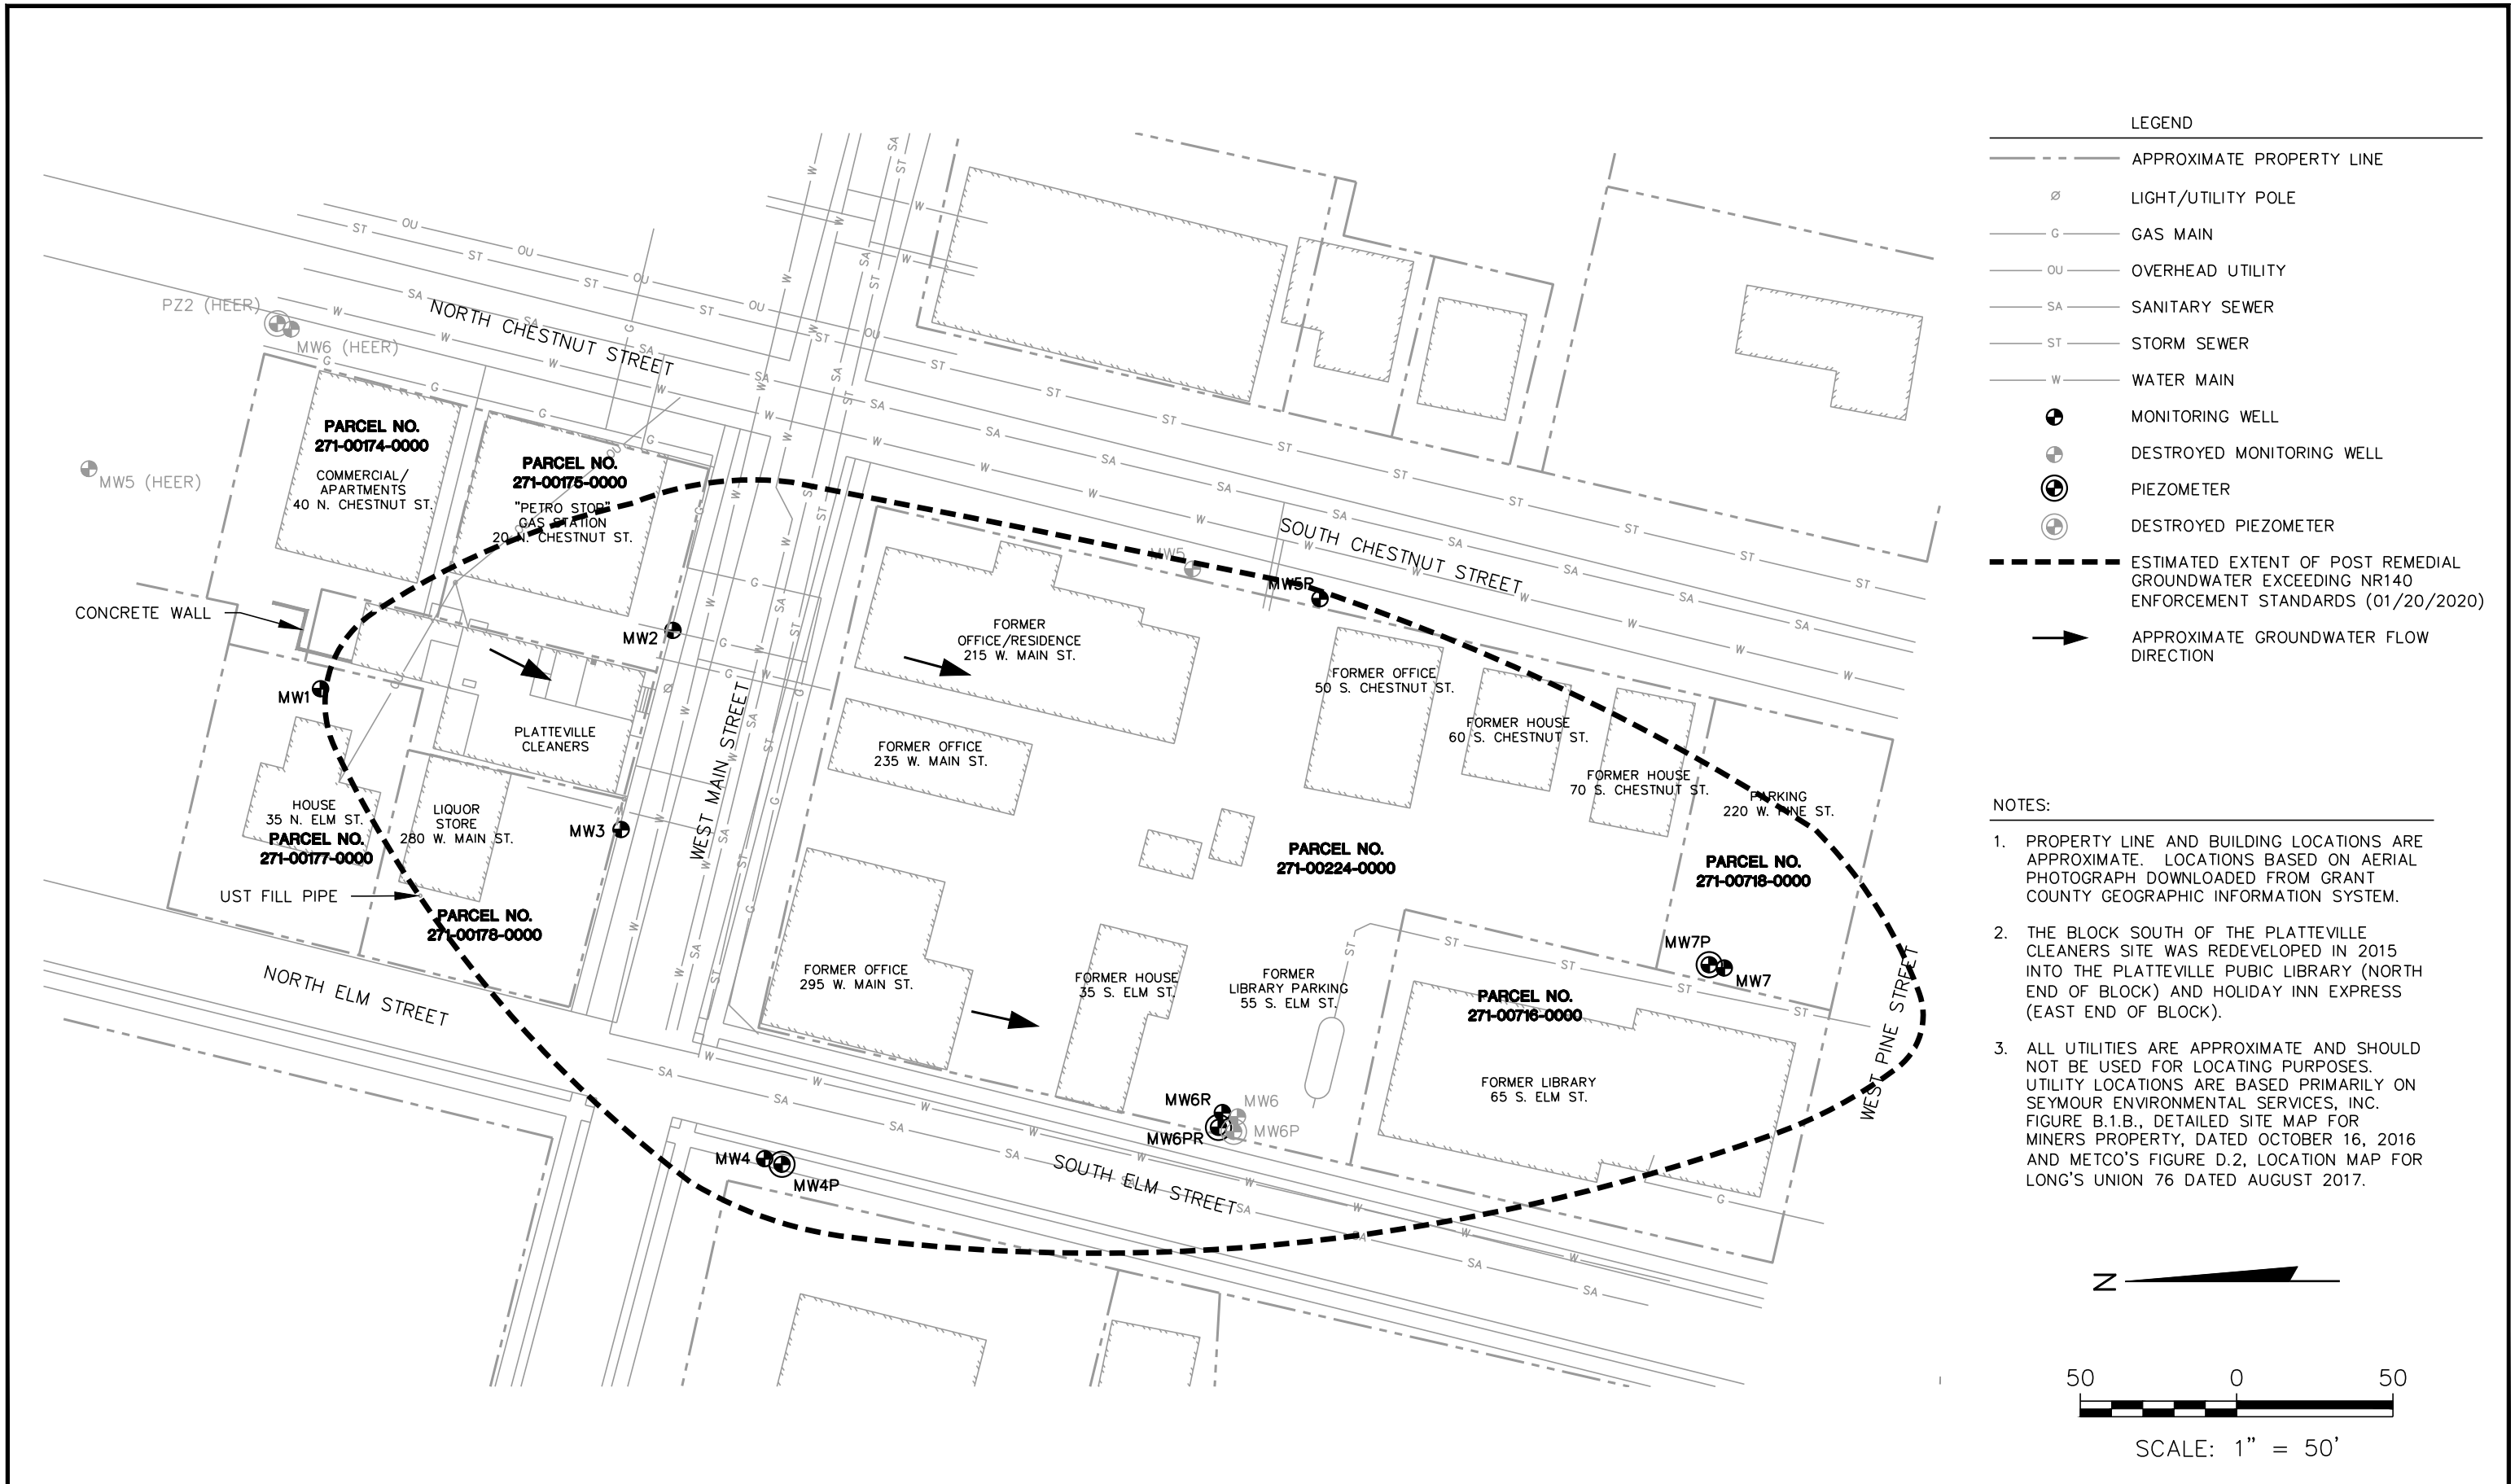 NORTH CHESTNUT STREET
PZ2 (HEER)
MW6 (HEER)
MW5 (HEER)
PARCEL NO.
271-00174-0000
COMMERCIAL/
APARTMENTS
40 N. CHESTNUT ST.
PARCEL NO.
271-00175-0000
"PETRO STOP"
GAS STATION
20 N. CHESTNUT ST.
CONCRETE WALL
MW1
MW2
MW3
PLATTEVILLE
CLEANERS
HOUSE
35 N. ELM ST.
PARCEL NO.
271-00177-0000
LIQUOR
STORE
280 W. MAIN ST.
UST FILL PIPE
PARCEL NO.
271-00178-0000
NORTH ELM STREET
WEST MAIN STREET
SOUTH CHESTNUT STREET
MW5
MW5R
FORMER
OFFICE/RESIDENCE
215 W. MAIN ST.
FORMER OFFICE
235 W. MAIN ST.
FORMER OFFICE
50 S. CHESTNUT ST.
FORMER HOUSE
60 S. CHESTNUT ST.
FORMER HOUSE
70 S. CHESTNUT ST.
PARKING
220 W. PINE ST.
PARCEL NO.
271-00224-0000
PARCEL NO.
271-00718-0000
MW7P
MW7
FORMER OFFICE
295 W. MAIN ST.
FORMER HOUSE
35 S. ELM ST.
FORMER
LIBRARY PARKING
55 S. ELM ST.
PARCEL NO.
271-00716-0000
FORMER LIBRARY
65 S. ELM ST.
WEST PINE STREET
MW6R
MW6
MW6PR
MW6P
MW4
MW4P
SOUTH ELM STREET
LEGEND
APPROXIMATE PROPERTY LINE
LIGHT/UTILITY POLE
G GAS MAIN
OU OVERHEAD UTILITY
SA SANITARY SEWER
ST STORM SEWER
W WATER MAIN
MONITORING WELL
DESTROYED MONITORING WELL
PIEZOMETER
DESTROYED PIEZOMETER
ESTIMATED EXTENT OF POST REMEDIAL
GROUNDWATER EXCEEDING NR140
ENFORCEMENT STANDARDS (01/20/2020)
APPROXIMATE GROUNDWATER FLOW
DIRECTION
NOTES:
1. PROPERTY LINE AND BUILDING LOCATIONS ARE
APPROXIMATE. LOCATIONS BASED ON AERIAL
PHOTOGRAPH DOWNLOADED FROM GRANT
COUNTY GEOGRAPHIC INFORMATION SYSTEM.
2. THE BLOCK SOUTH OF THE PLATTEVILLE
CLEANERS SITE WAS REDEVELOPED IN 2015
INTO THE PLATTEVILLE PUBIC LIBRARY (NORTH
END OF BLOCK) AND HOLIDAY INN EXPRESS
(EAST END OF BLOCK).
3. ALL UTILITIES ARE APPROXIMATE AND SHOULD
NOT BE USED FOR LOCATING PURPOSES.
UTILITY LOCATIONS ARE BASED PRIMARILY ON
SEYMOUR ENVIRONMENTAL SERVICES, INC.
FIGURE B.1.B., DETAILED SITE MAP FOR
MINERS PROPERTY, DATED OCTOBER 16, 2016
AND METCO'S FIGURE D.2, LOCATION MAP FOR
LONG'S UNION 76 DATED AUGUST 2017.
N
50 0 50
SCALE: 1" = 50'